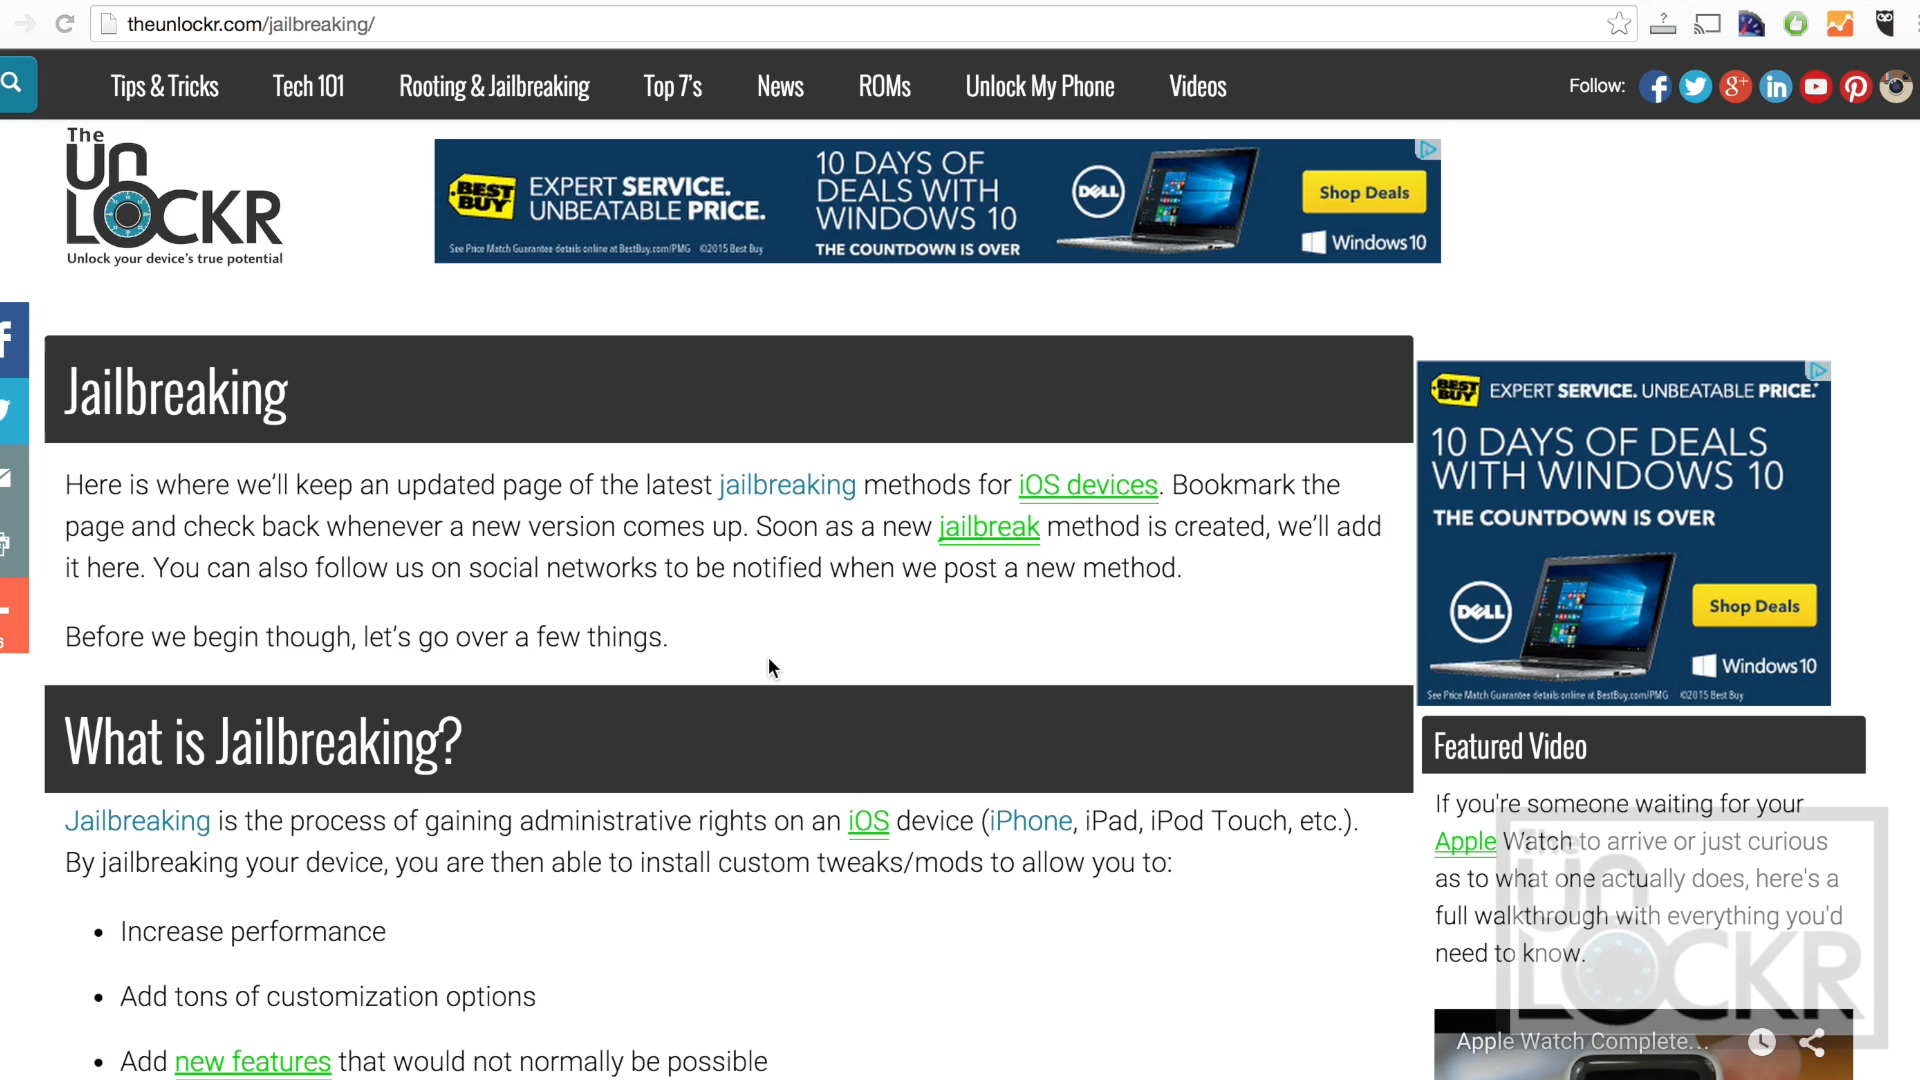 theunlockr.com/jailbreaking/
Tips & Tricks
Tech 101
Rooting & Jailbreaking
Top 7's
News
ROMs
Unlock My Phone
Videos
Follow:
The
UNLOCKR
Unlock your device's true potential
BEST BUY
EXPERT SERVICE.
UNBEATABLE PRICE.
See Price Match Guarantee details online at BestBuy.com/PMG ©2015 Best Buy
10 DAYS OF
DEALS WITH
WINDOWS 10
THE COUNTDOWN IS OVER
DELL
Shop Deals
Windows 10
Jailbreaking
Here is where we'll keep an updated page of the latest jailbreaking methods for iOS devices. Bookmark the
page and check back whenever a new version comes up. Soon as a new jailbreak method is created, we'll add
it here. You can also follow us on social networks to be notified when we post a new method.
Before we begin though, let's go over a few things.
What is Jailbreaking?
Jailbreaking is the process of gaining administrative rights on an iOS device (iPhone, iPad, iPod Touch, etc.).
By jailbreaking your device, you are then able to install custom tweaks/mods to allow you to:
• Increase performance
• Add tons of customization options
• Add new features that would not normally be possible
BEST BUY
EXPERT SERVICE. UNBEATABLE PRICE.*
10 DAYS OF DEALS
WITH WINDOWS 10
THE COUNTDOWN IS OVER
DELL
Shop Deals
Windows 10
See Price Match Guarantee details online at BestBuy.com/PMG ©2015 Best Buy
Featured Video
If you're someone waiting for your
Apple Watch to arrive or just curious
as to what one actually does, here's a
full walkthrough with everything you'd
need to know.
Apple Watch Complete...
The
UNLOCKR